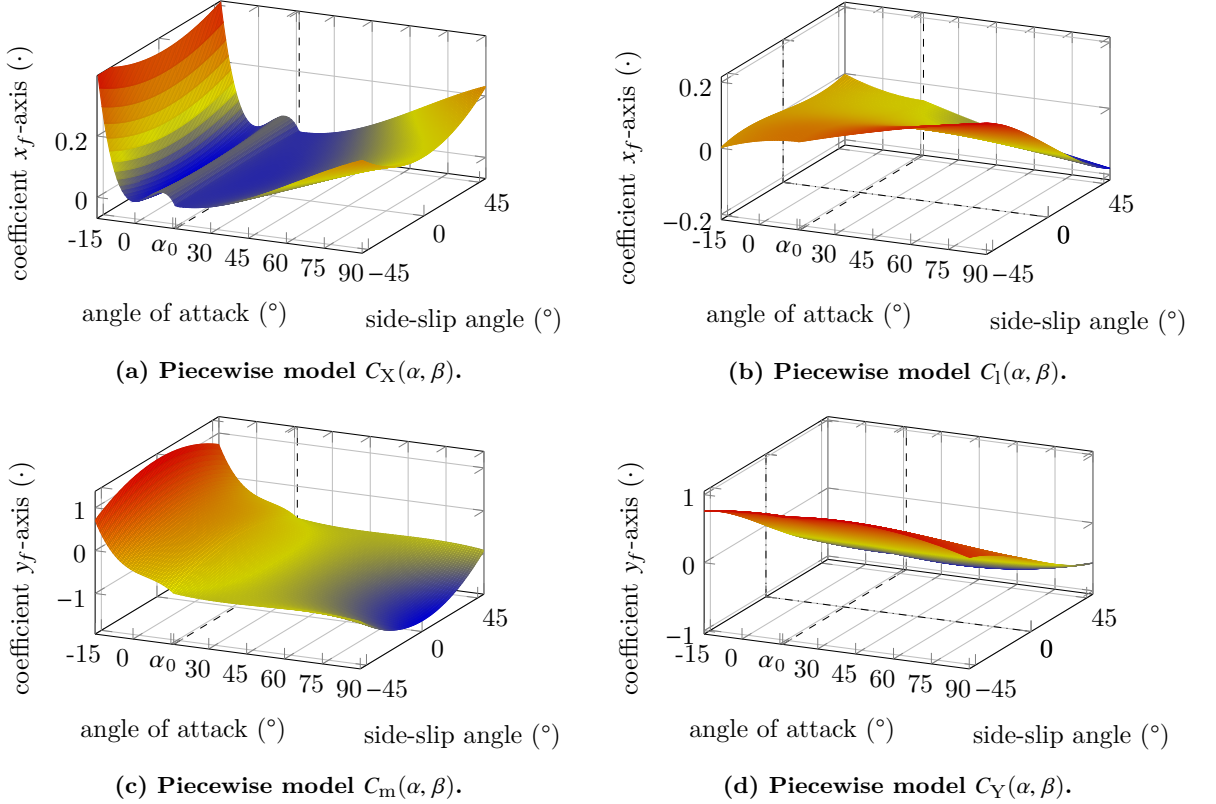 coefficient x_f-axis (·)
0.2
0
-15 0 α₀ 30 45 60 75 90
−45 0 45
angle of attack (°)
side-slip angle (°)
(a) Piecewise model C_X(α, β).
coefficient x_f-axis (·)
0.2
0
−0.2
-15 0 α₀ 30 45 60 75 90
−45 0 45
angle of attack (°)
side-slip angle (°)
(b) Piecewise model C_l(α, β).
coefficient y_f-axis (·)
1
0
−1
-15 0 α₀ 30 45 60 75 90
−45 0 45
angle of attack (°)
side-slip angle (°)
(c) Piecewise model C_m(α, β).
coefficient y_f-axis (·)
1
0
−1
-15 0 α₀ 30 45 60 75 90
−45 0 45
angle of attack (°)
side-slip angle (°)
(d) Piecewise model C_Y(α, β).